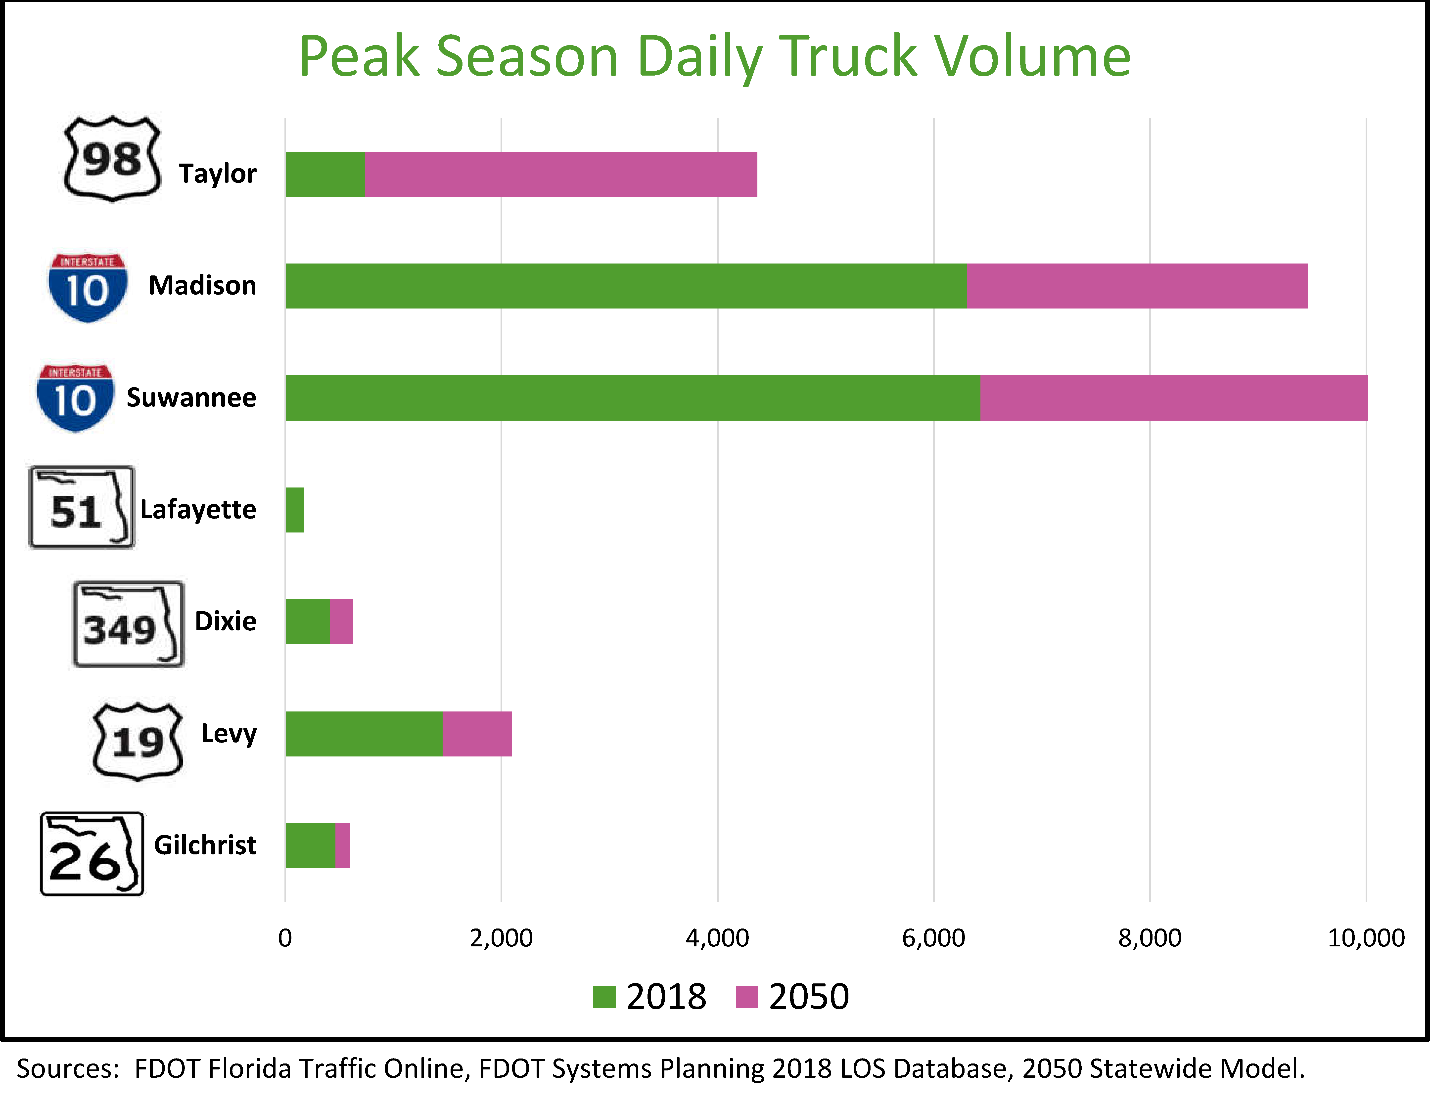 Peak Season Daily Truck Volume
98 Taylor
INTERSTATE
10 Madison
INTERSTATE
10 Suwannee
51 Lafayette
349 Dixie
19 Levy
26 Gilchrist
0 2,000 4,000 6,000 8,000 10,000
2018 2050
Sources:  FDOT Florida Traffic Online, FDOT Systems Planning 2018 LOS Database, 2050 Statewide Model.